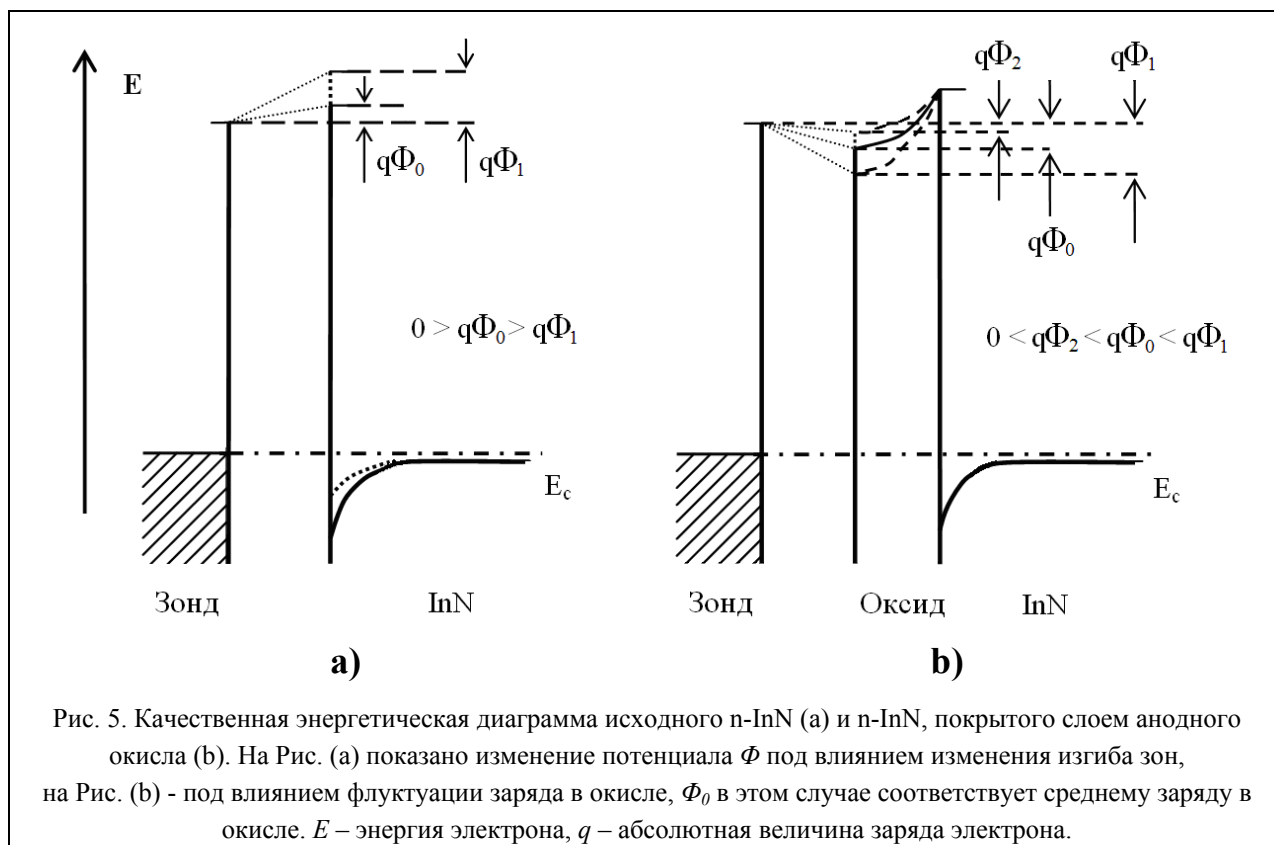 E
qΦ₀
qΦ₁
0 > qΦ₀ > qΦ₁
E_c
Зонд
InN
a)
qΦ₂
qΦ₁
qΦ₀
0 < qΦ₂ < qΦ₀ < qΦ₁
E_c
Зонд
Оксид
InN
b)
Рис. 5. Качественная энергетическая диаграмма исходного n-InN (a) и n-InN, покрытого слоем анодного
окисла (b). На Рис. (a) показано изменение потенциала Φ под влиянием изменения изгиба зон,
на Рис. (b) - под влиянием флуктуации заряда в окисле, Φ₀ в этом случае соответствует среднему заряду в
окисле. E – энергия электрона, q – абсолютная величина заряда электрона.